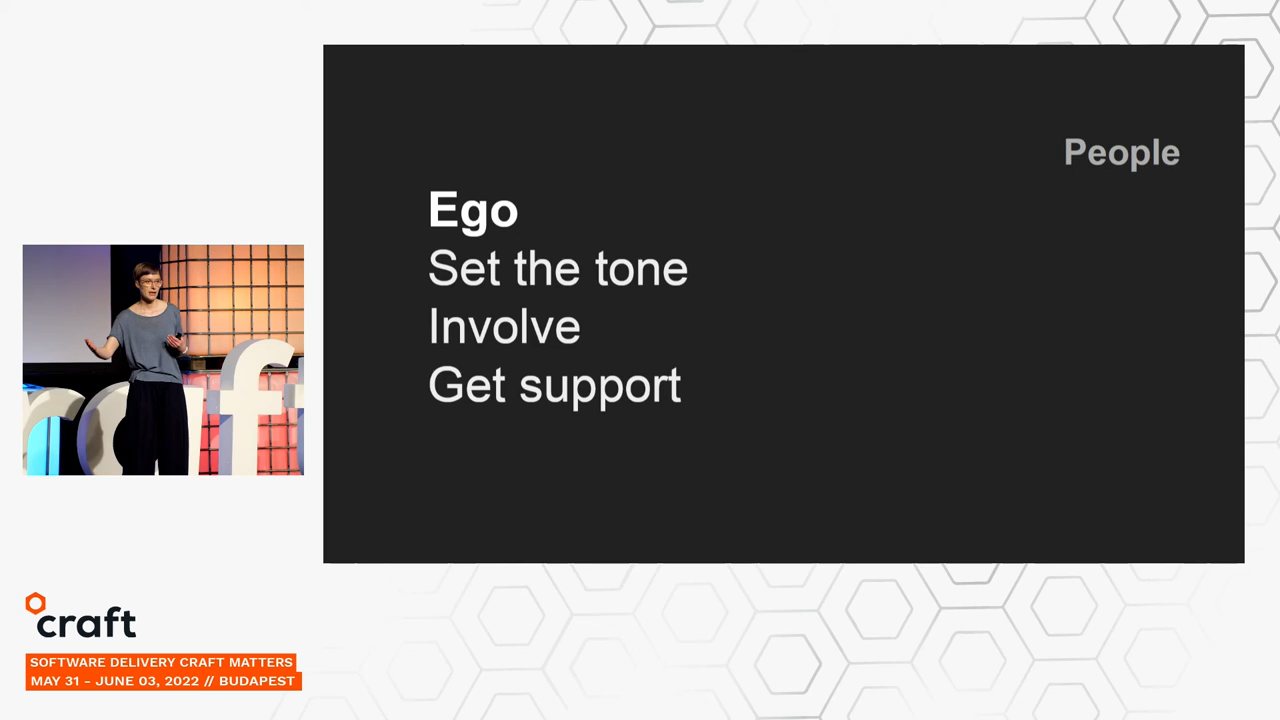 People
Ego
Set the tone
Involve
Get support
craft
SOFTWARE DELIVERY CRAFT MATTERS
MAY 31 - JUNE 03, 2022 // BUDAPEST